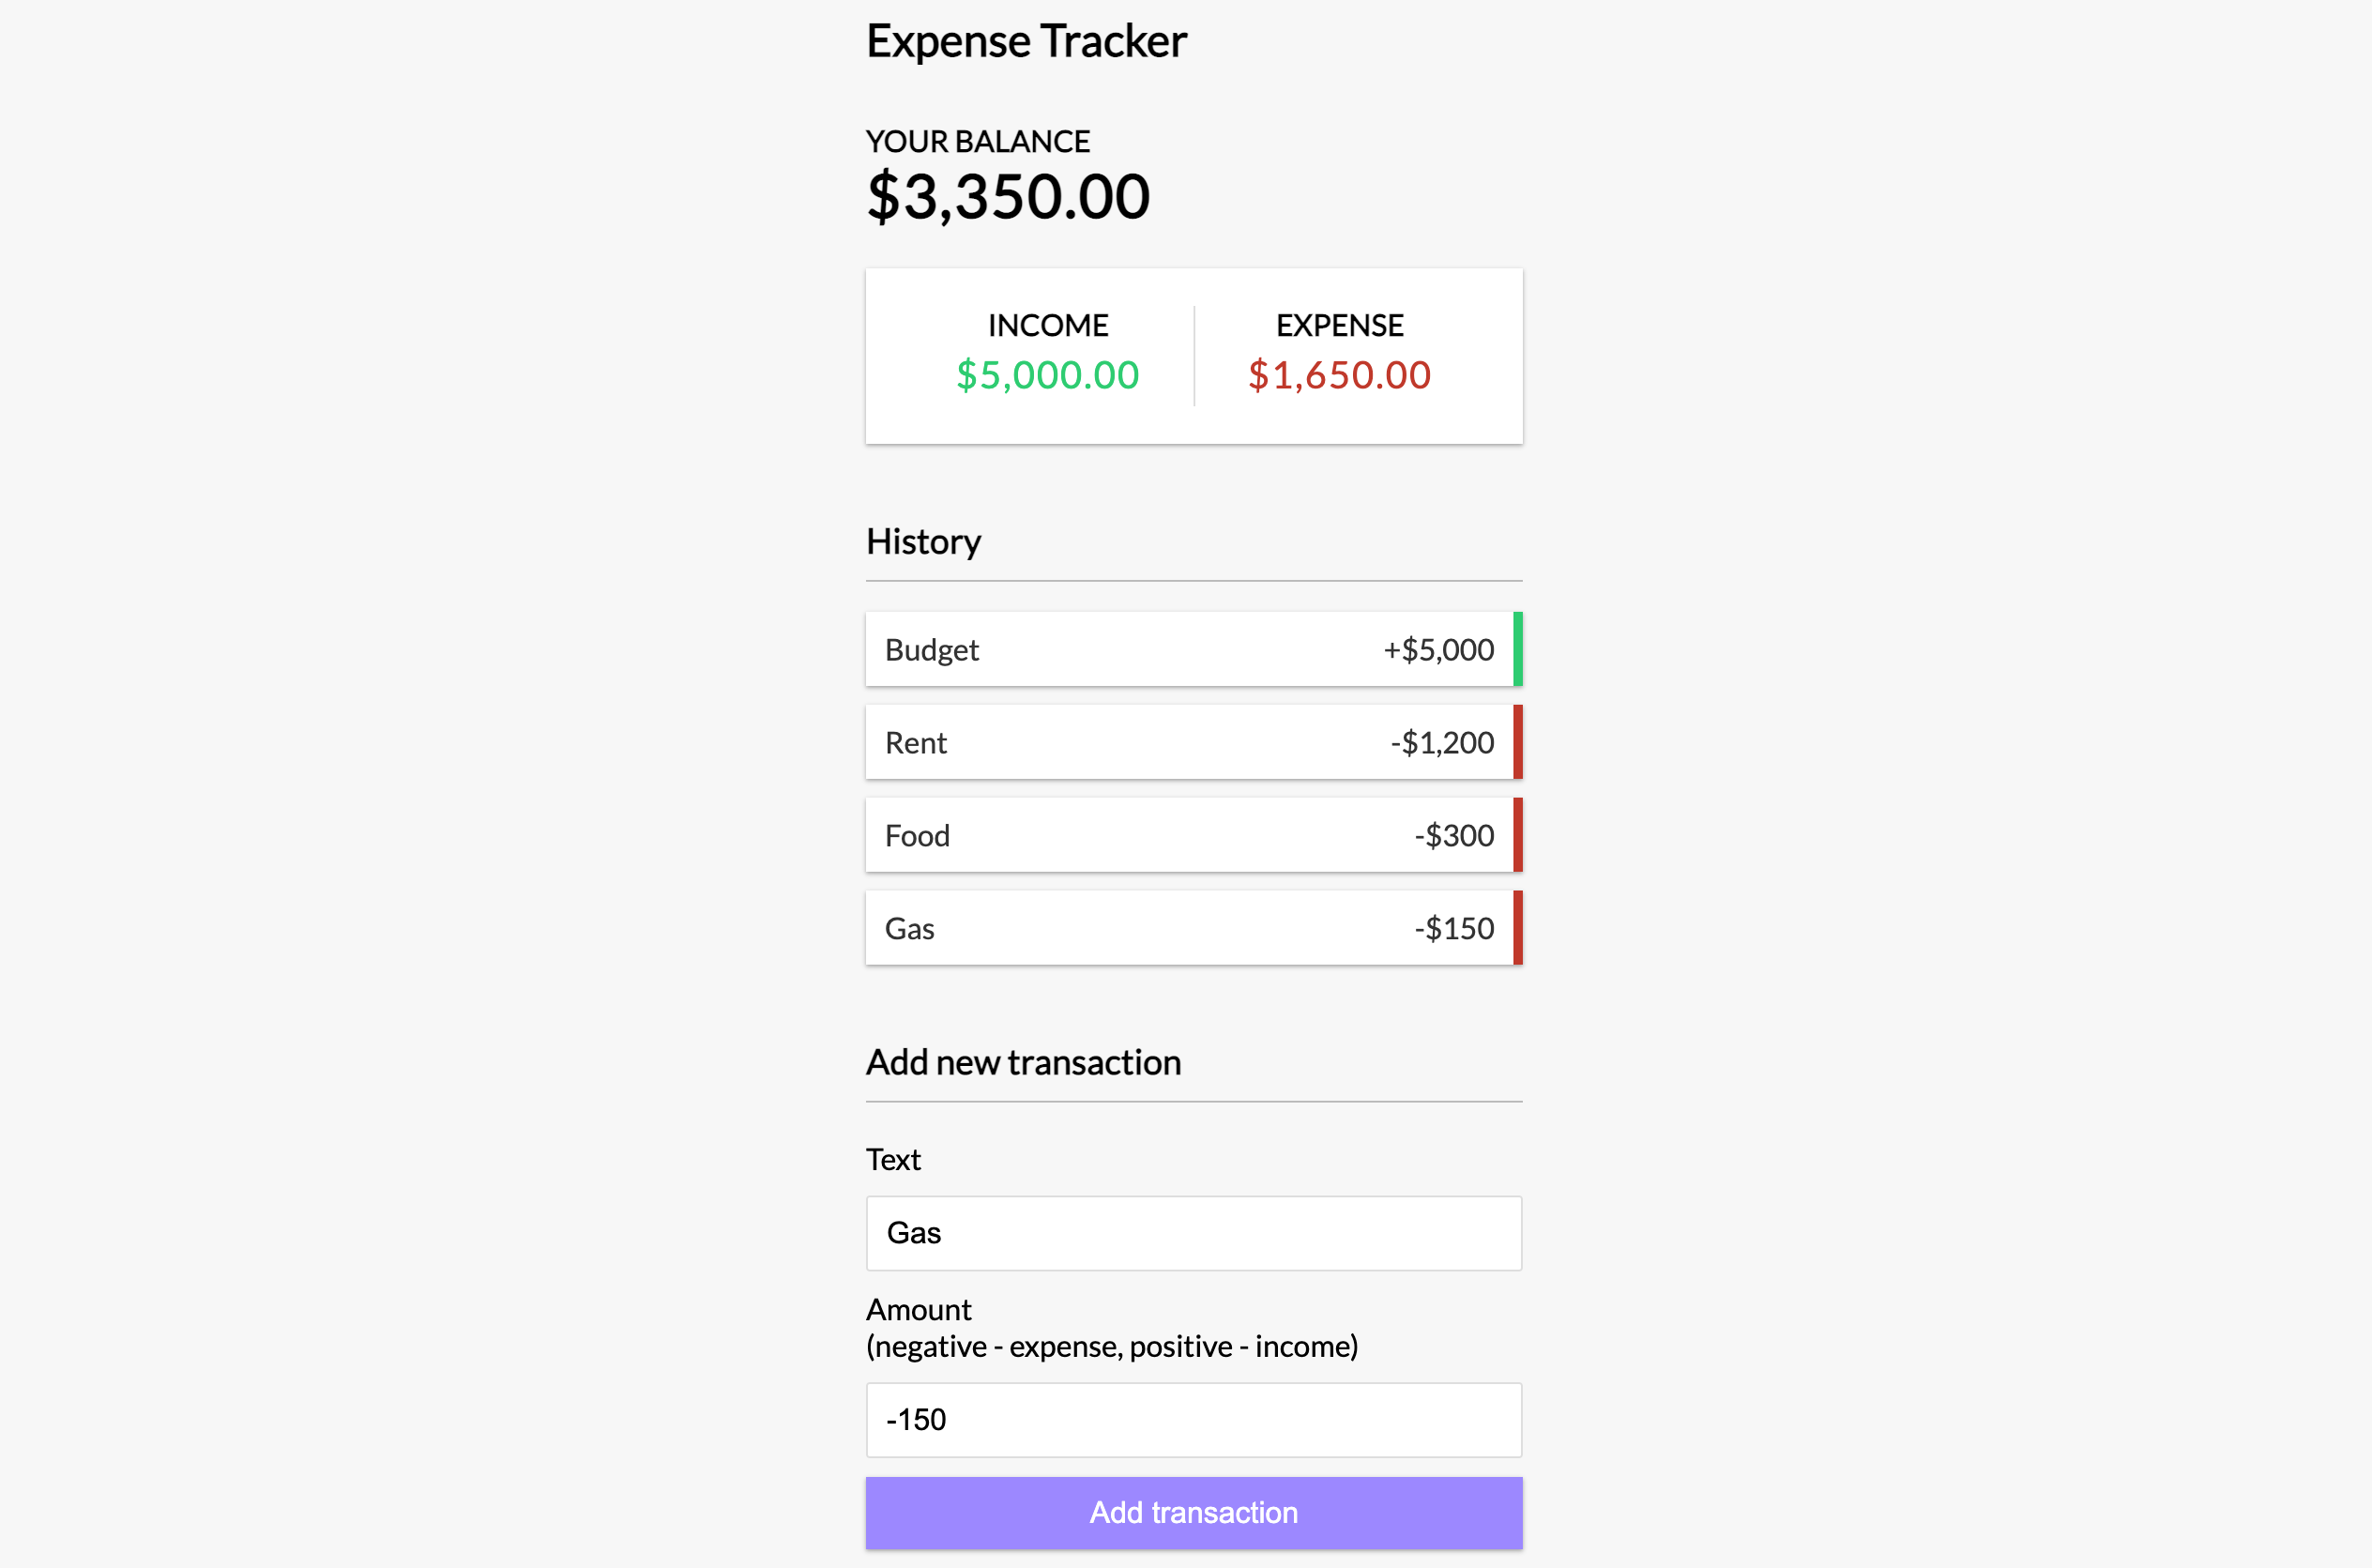 Expense Tracker
YOUR BALANCE
$3,350.00
INCOME
$5,000.00
EXPENSE
$1,650.00
History
Budget +$5,000
Rent -$1,200
Food -$300
Gas -$150
Add new transaction
Text
Gas
Amount
(negative - expense, positive - income)
-150
Add transaction